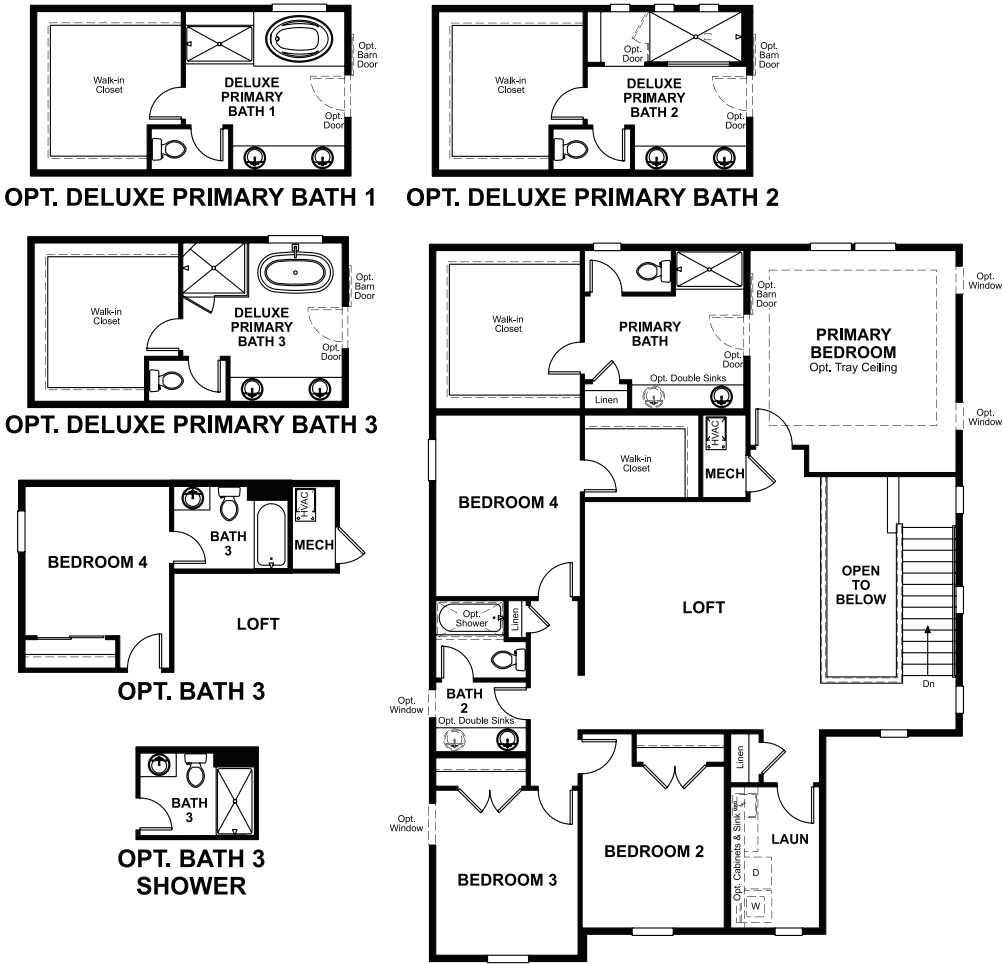 Walk-in
Closet
DELUXE
PRIMARY
BATH 1
Opt.
Barn
Door
Opt.
Door
OPT. DELUXE PRIMARY BATH 1
Walk-in
Closet
Opt.
Door
DELUXE
PRIMARY
BATH 2
Opt.
Barn
Door
Opt.
Door
OPT. DELUXE PRIMARY BATH 2
Walk-in
Closet
DELUXE
PRIMARY
BATH 3
Opt.
Barn
Door
Opt.
Door
OPT. DELUXE PRIMARY BATH 3
Walk-in
Closet
PRIMARY
BATH
Opt.
Barn
Door
Opt.
Door
Opt. Double Sinks
Linen
PRIMARY
BEDROOM
Opt. Tray Ceiling
Opt.
Window
Opt.
Window
BEDROOM 4
Walk-in
Closet
HVAC
MECH
LOFT
OPEN
TO
BELOW
Dn
Opt.
Shower
Linen
BATH
2
Opt. Double Sinks
Opt.
Window
Opt.
Window
BEDROOM 3
BEDROOM 2
Linen
LAUN
Opt. Cabinets & Sink
D
W
BEDROOM 4
BATH
3
HVAC
MECH
LOFT
OPT. BATH 3
BATH
3
OPT. BATH 3
SHOWER